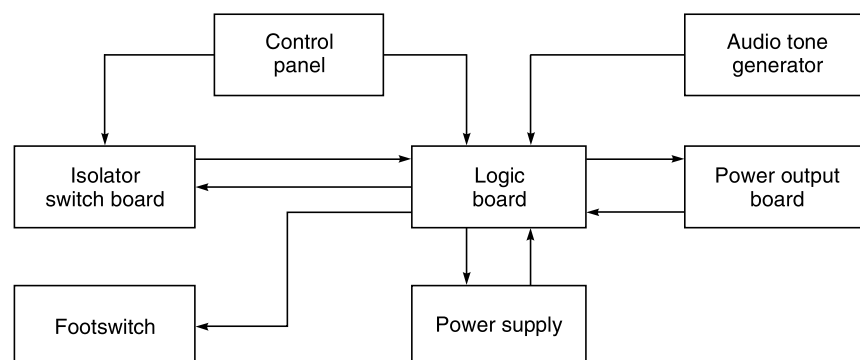 Control
panel
Audio tone
generator
Isolator
switch board
Logic
board
Power output
board
Footswitch
Power supply